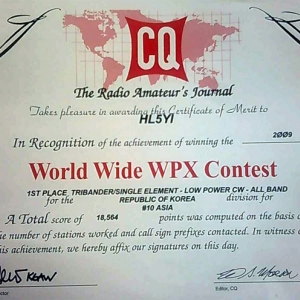 CQ
The Radio Amateur's Journal
Takes pleasure in awarding this Certificate of Merit to
HL5YI
In Recognition of the achievement of winning the 2009
World Wide WPX Contest
1ST PLACE, TRIBANDER/SINGLE ELEMENT - LOW POWER CW - ALL BAND
for the REPUBLIC OF KOREA division for
#10 ASIA
A Total score of 18,564 points was computed on the basis o
he number of stations worked and call sign prefixes contacted. In witness o
his achievement, we hereby affix our signatures on this day.
ector
Editor, CQ